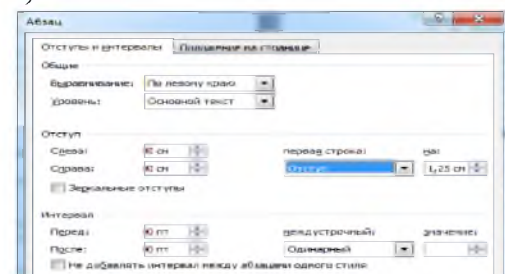 Абзац
Отступы и интервалы Положение на странице
Общие
Выравнивание: По левому краю
Уровень: Основной текст
Отступ
Слева: 0 см первая строка: на:
Справа: 0 см Отступ 1,25 см
Зеркальные отступы
Интервал
Перед: 0 пт междустрочный: значение:
После: 0 пт Одинарный
Не добавлять интервал между абзацами одного стиля